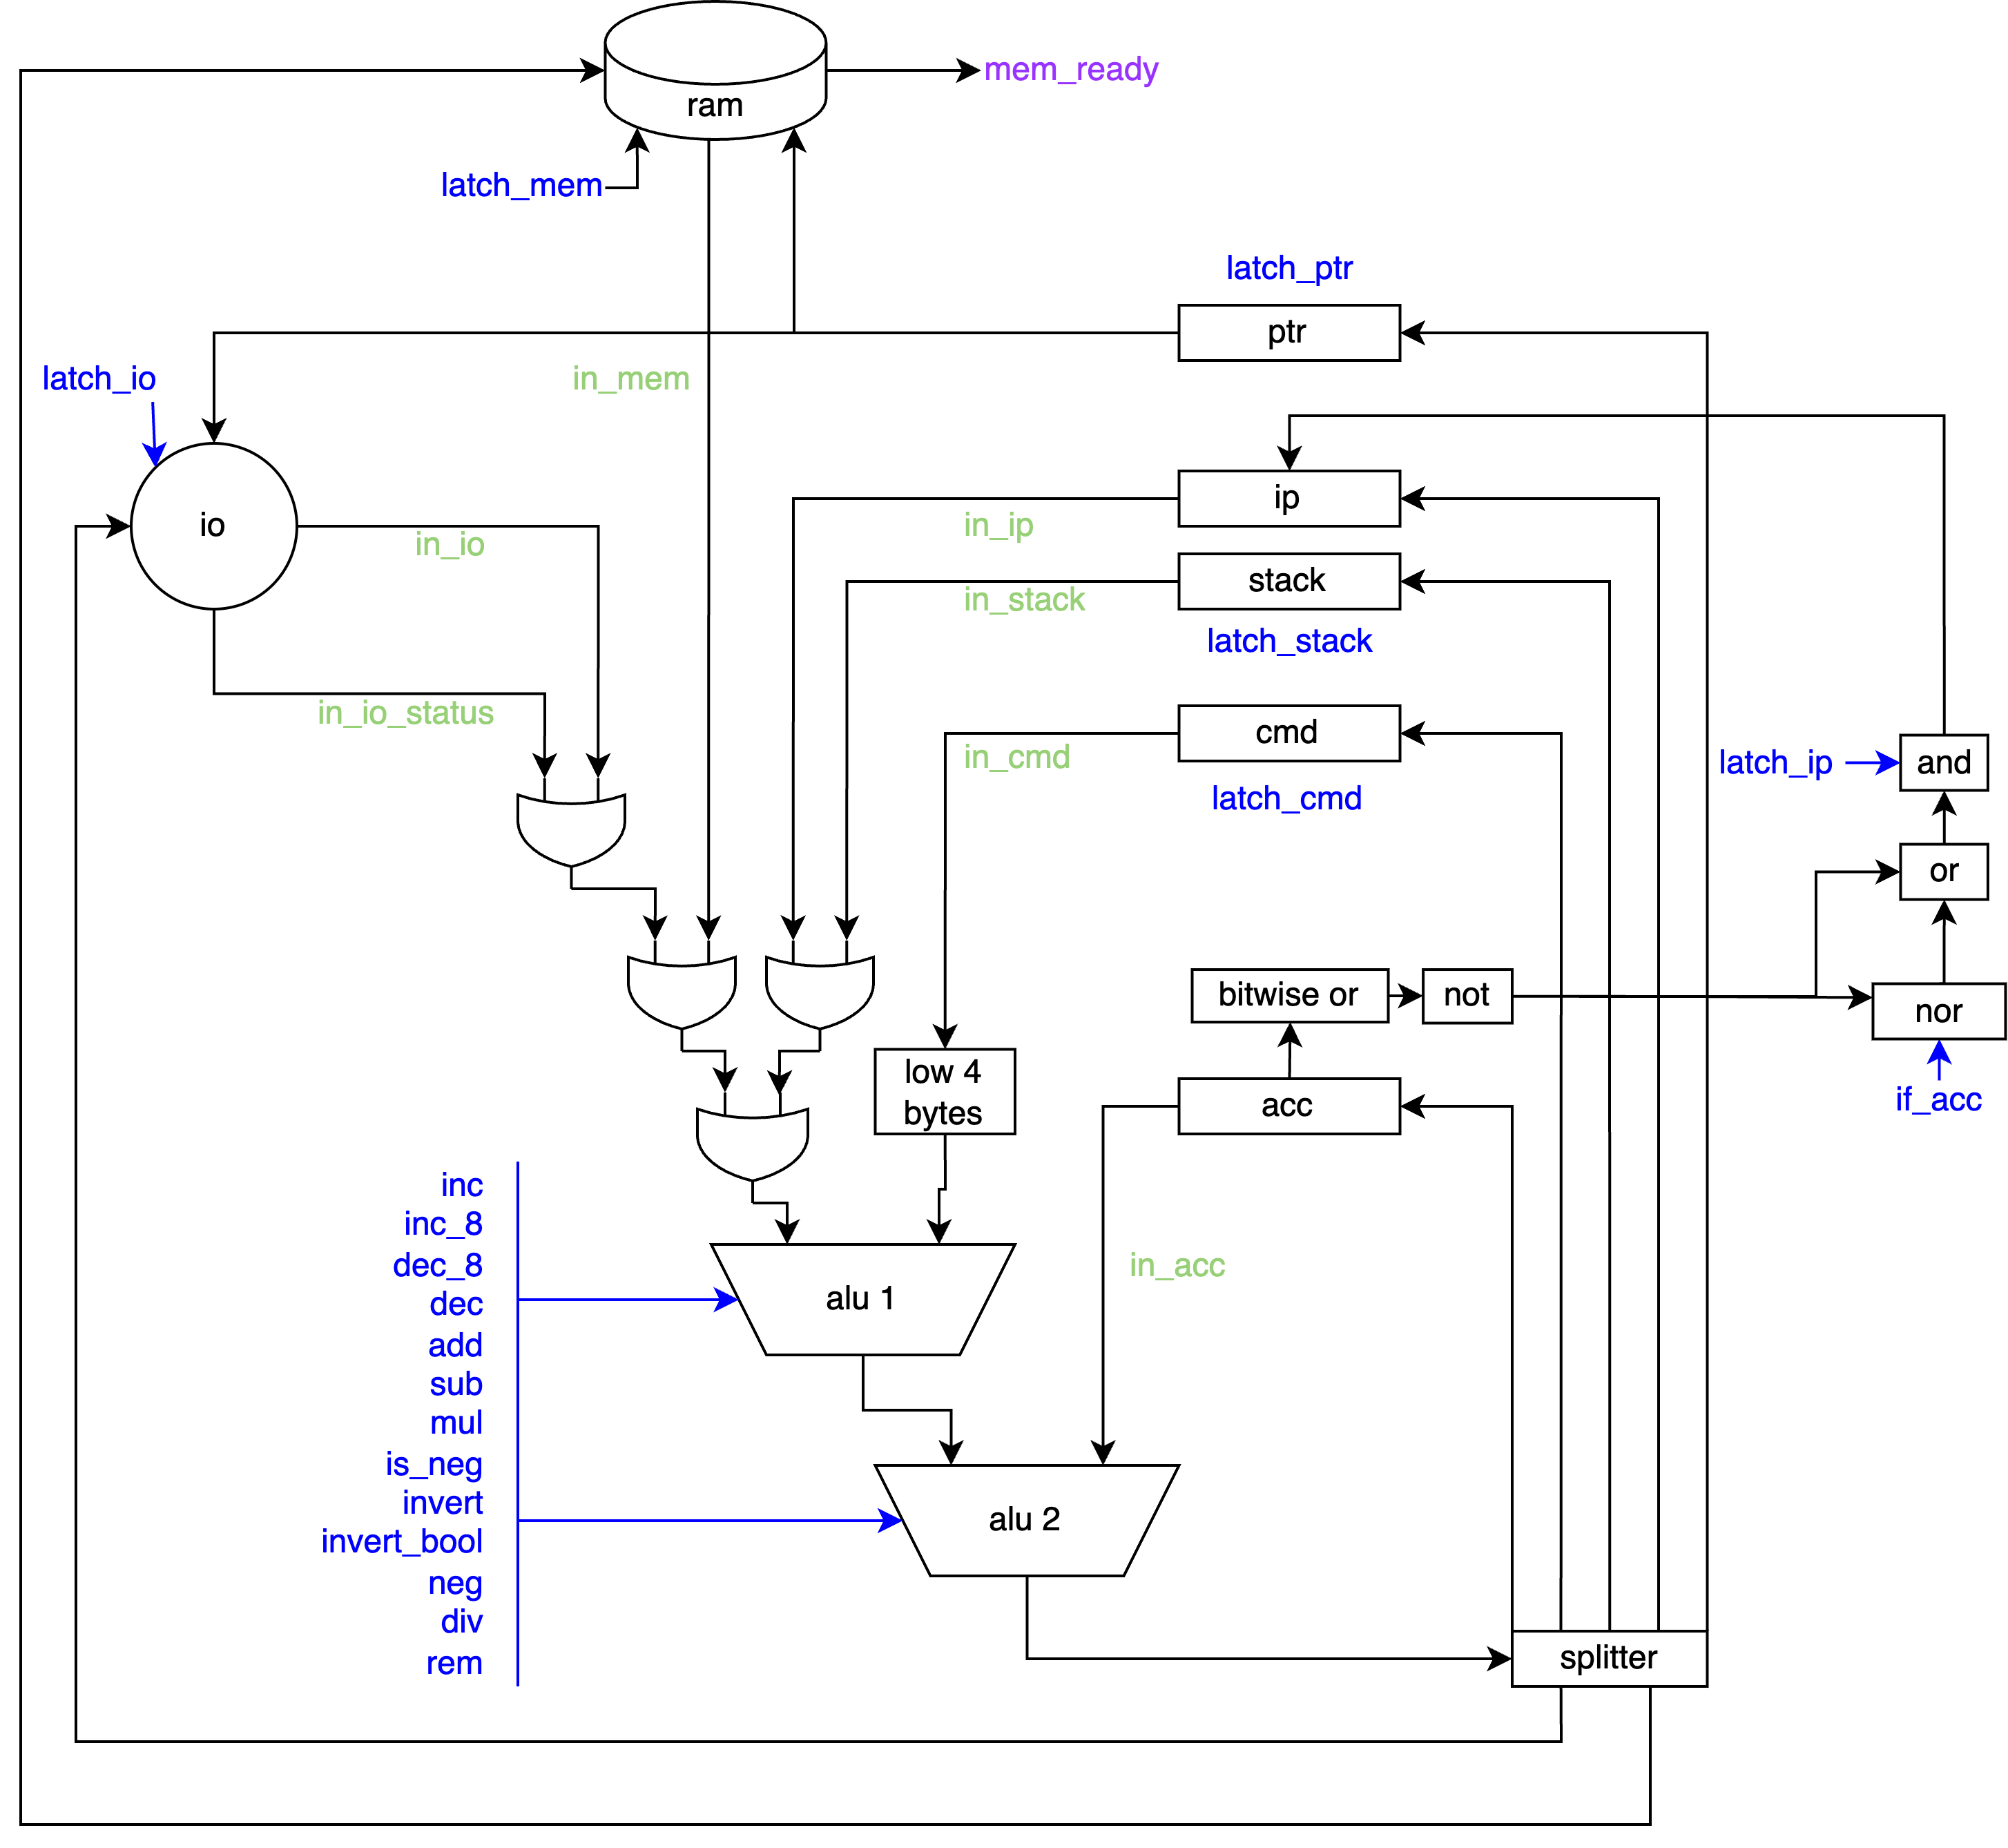 mem_ready
ram
latch_mem
latch_ptr
ptr
latch_io
in_mem
ip
io
in_io
in_ip
stack
in_stack
latch_stack
in_io_status
cmd
in_cmd
latch_cmd
latch_ip
and
or
bitwise or
not
nor
low 4
bytes
acc
if_acc
inc
inc_8
dec_8
dec
add
sub
mul
is_neg
invert
invert_bool
neg
div
rem
in_acc
alu 1
alu 2
splitter